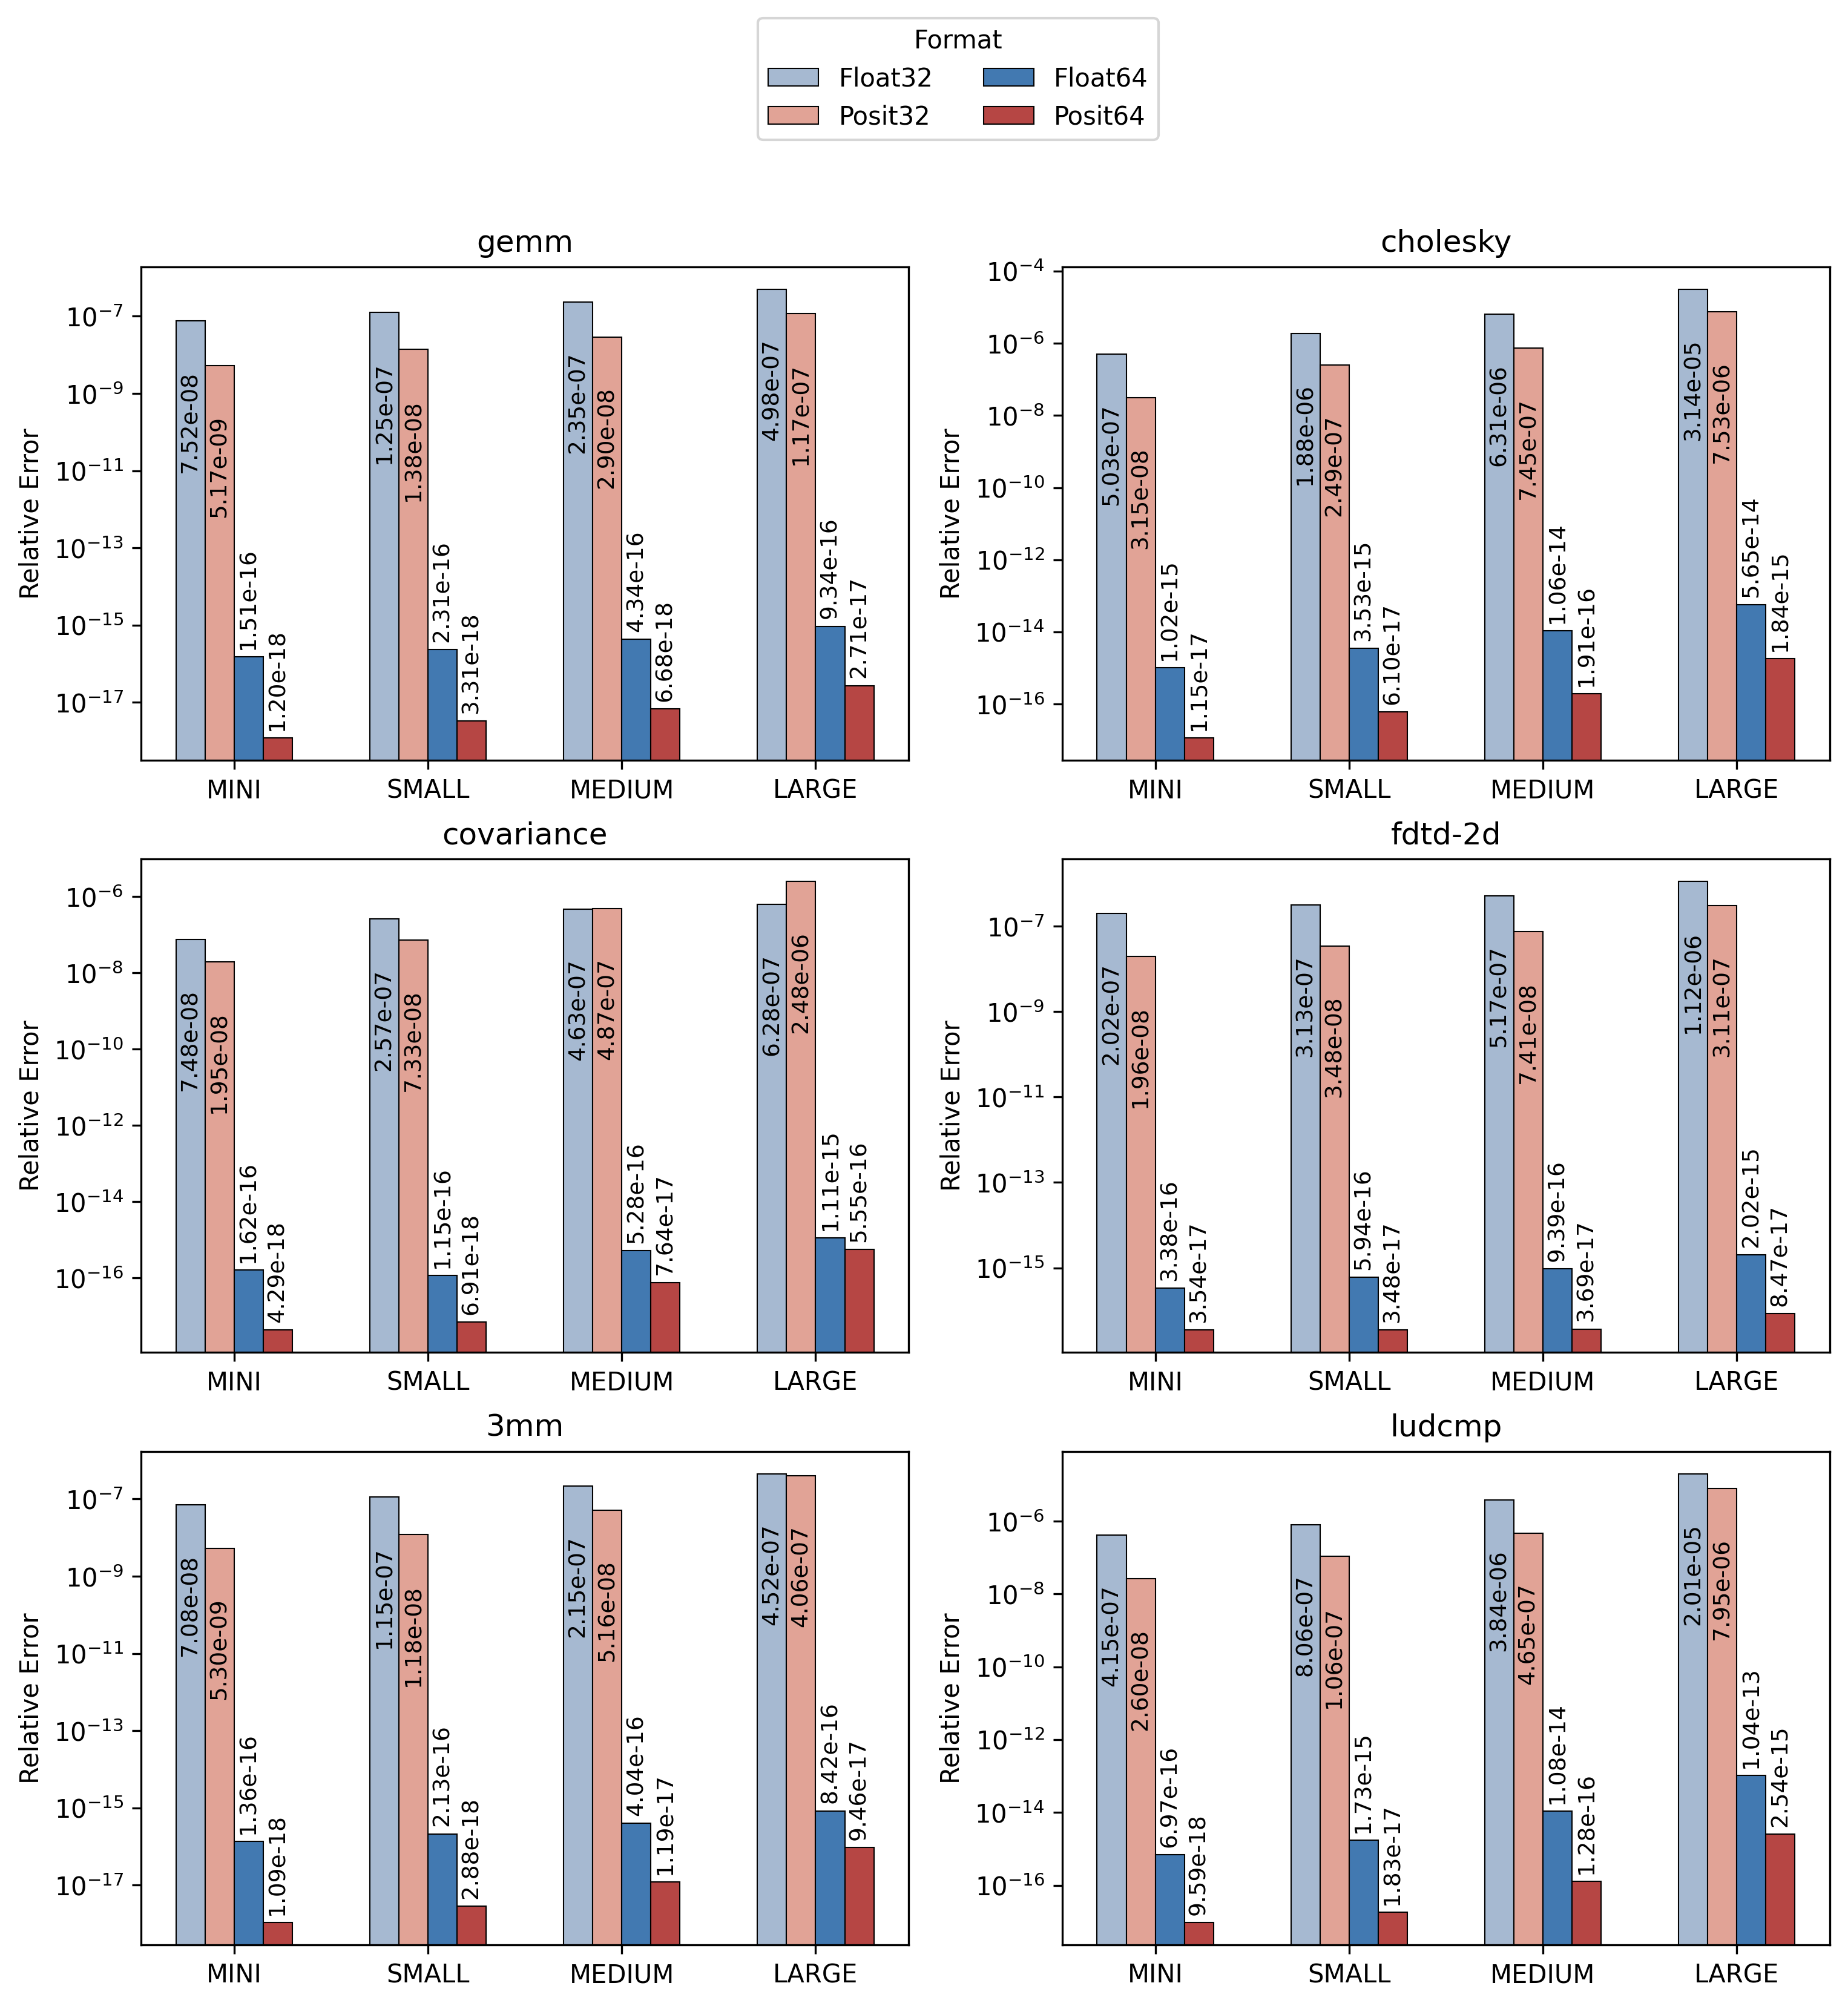 Format
Float32 Float64
Posit32 Posit64
gemm
Relative Error
10⁻⁷
10⁻⁹
10⁻¹¹
10⁻¹³
10⁻¹⁵
10⁻¹⁷
7.52e-08 5.17e-09 1.51e-16 1.20e-18
1.25e-07 1.38e-08 2.31e-16 3.31e-18
2.35e-07 2.90e-08 4.34e-16 6.68e-18
4.98e-07 1.17e-07 9.34e-16 2.71e-17
MINI SMALL MEDIUM LARGE
cholesky
Relative Error
10⁻⁴
10⁻⁶
10⁻⁸
10⁻¹⁰
10⁻¹²
10⁻¹⁴
10⁻¹⁶
5.03e-07 3.15e-08 1.02e-15 1.15e-17
1.88e-06 2.49e-07 3.53e-15 6.10e-17
6.31e-06 7.45e-07 1.06e-14 1.91e-16
3.14e-05 7.53e-06 5.65e-14 1.84e-15
MINI SMALL MEDIUM LARGE
covariance
Relative Error
10⁻⁶
10⁻⁸
10⁻¹⁰
10⁻¹²
10⁻¹⁴
10⁻¹⁶
7.48e-08 1.95e-08 1.62e-16 4.29e-18
2.57e-07 7.33e-08 1.15e-16 6.91e-18
4.63e-07 4.87e-07 5.28e-16 7.64e-17
6.28e-07 2.48e-06 1.11e-15 5.55e-16
MINI SMALL MEDIUM LARGE
fdtd-2d
Relative Error
10⁻⁷
10⁻⁹
10⁻¹¹
10⁻¹³
10⁻¹⁵
2.02e-07 1.96e-08 3.38e-16 3.54e-17
3.13e-07 3.48e-08 5.94e-16 3.48e-17
5.17e-07 7.41e-08 9.39e-16 3.69e-17
1.12e-06 3.11e-07 2.02e-15 8.47e-17
MINI SMALL MEDIUM LARGE
3mm
Relative Error
10⁻⁷
10⁻⁹
10⁻¹¹
10⁻¹³
10⁻¹⁵
10⁻¹⁷
7.08e-08 5.30e-09 1.36e-16 1.09e-18
1.15e-07 1.18e-08 2.13e-16 2.88e-18
2.15e-07 5.16e-08 4.04e-16 1.19e-17
4.52e-07 4.06e-07 8.42e-16 9.46e-17
MINI SMALL MEDIUM LARGE
ludcmp
Relative Error
10⁻⁶
10⁻⁸
10⁻¹⁰
10⁻¹²
10⁻¹⁴
10⁻¹⁶
4.15e-07 2.60e-08 6.97e-16 9.59e-18
8.06e-07 1.06e-07 1.73e-15 1.83e-17
3.84e-06 4.65e-07 1.08e-14 1.28e-16
2.01e-05 7.95e-06 1.04e-13 2.54e-15
MINI SMALL MEDIUM LARGE